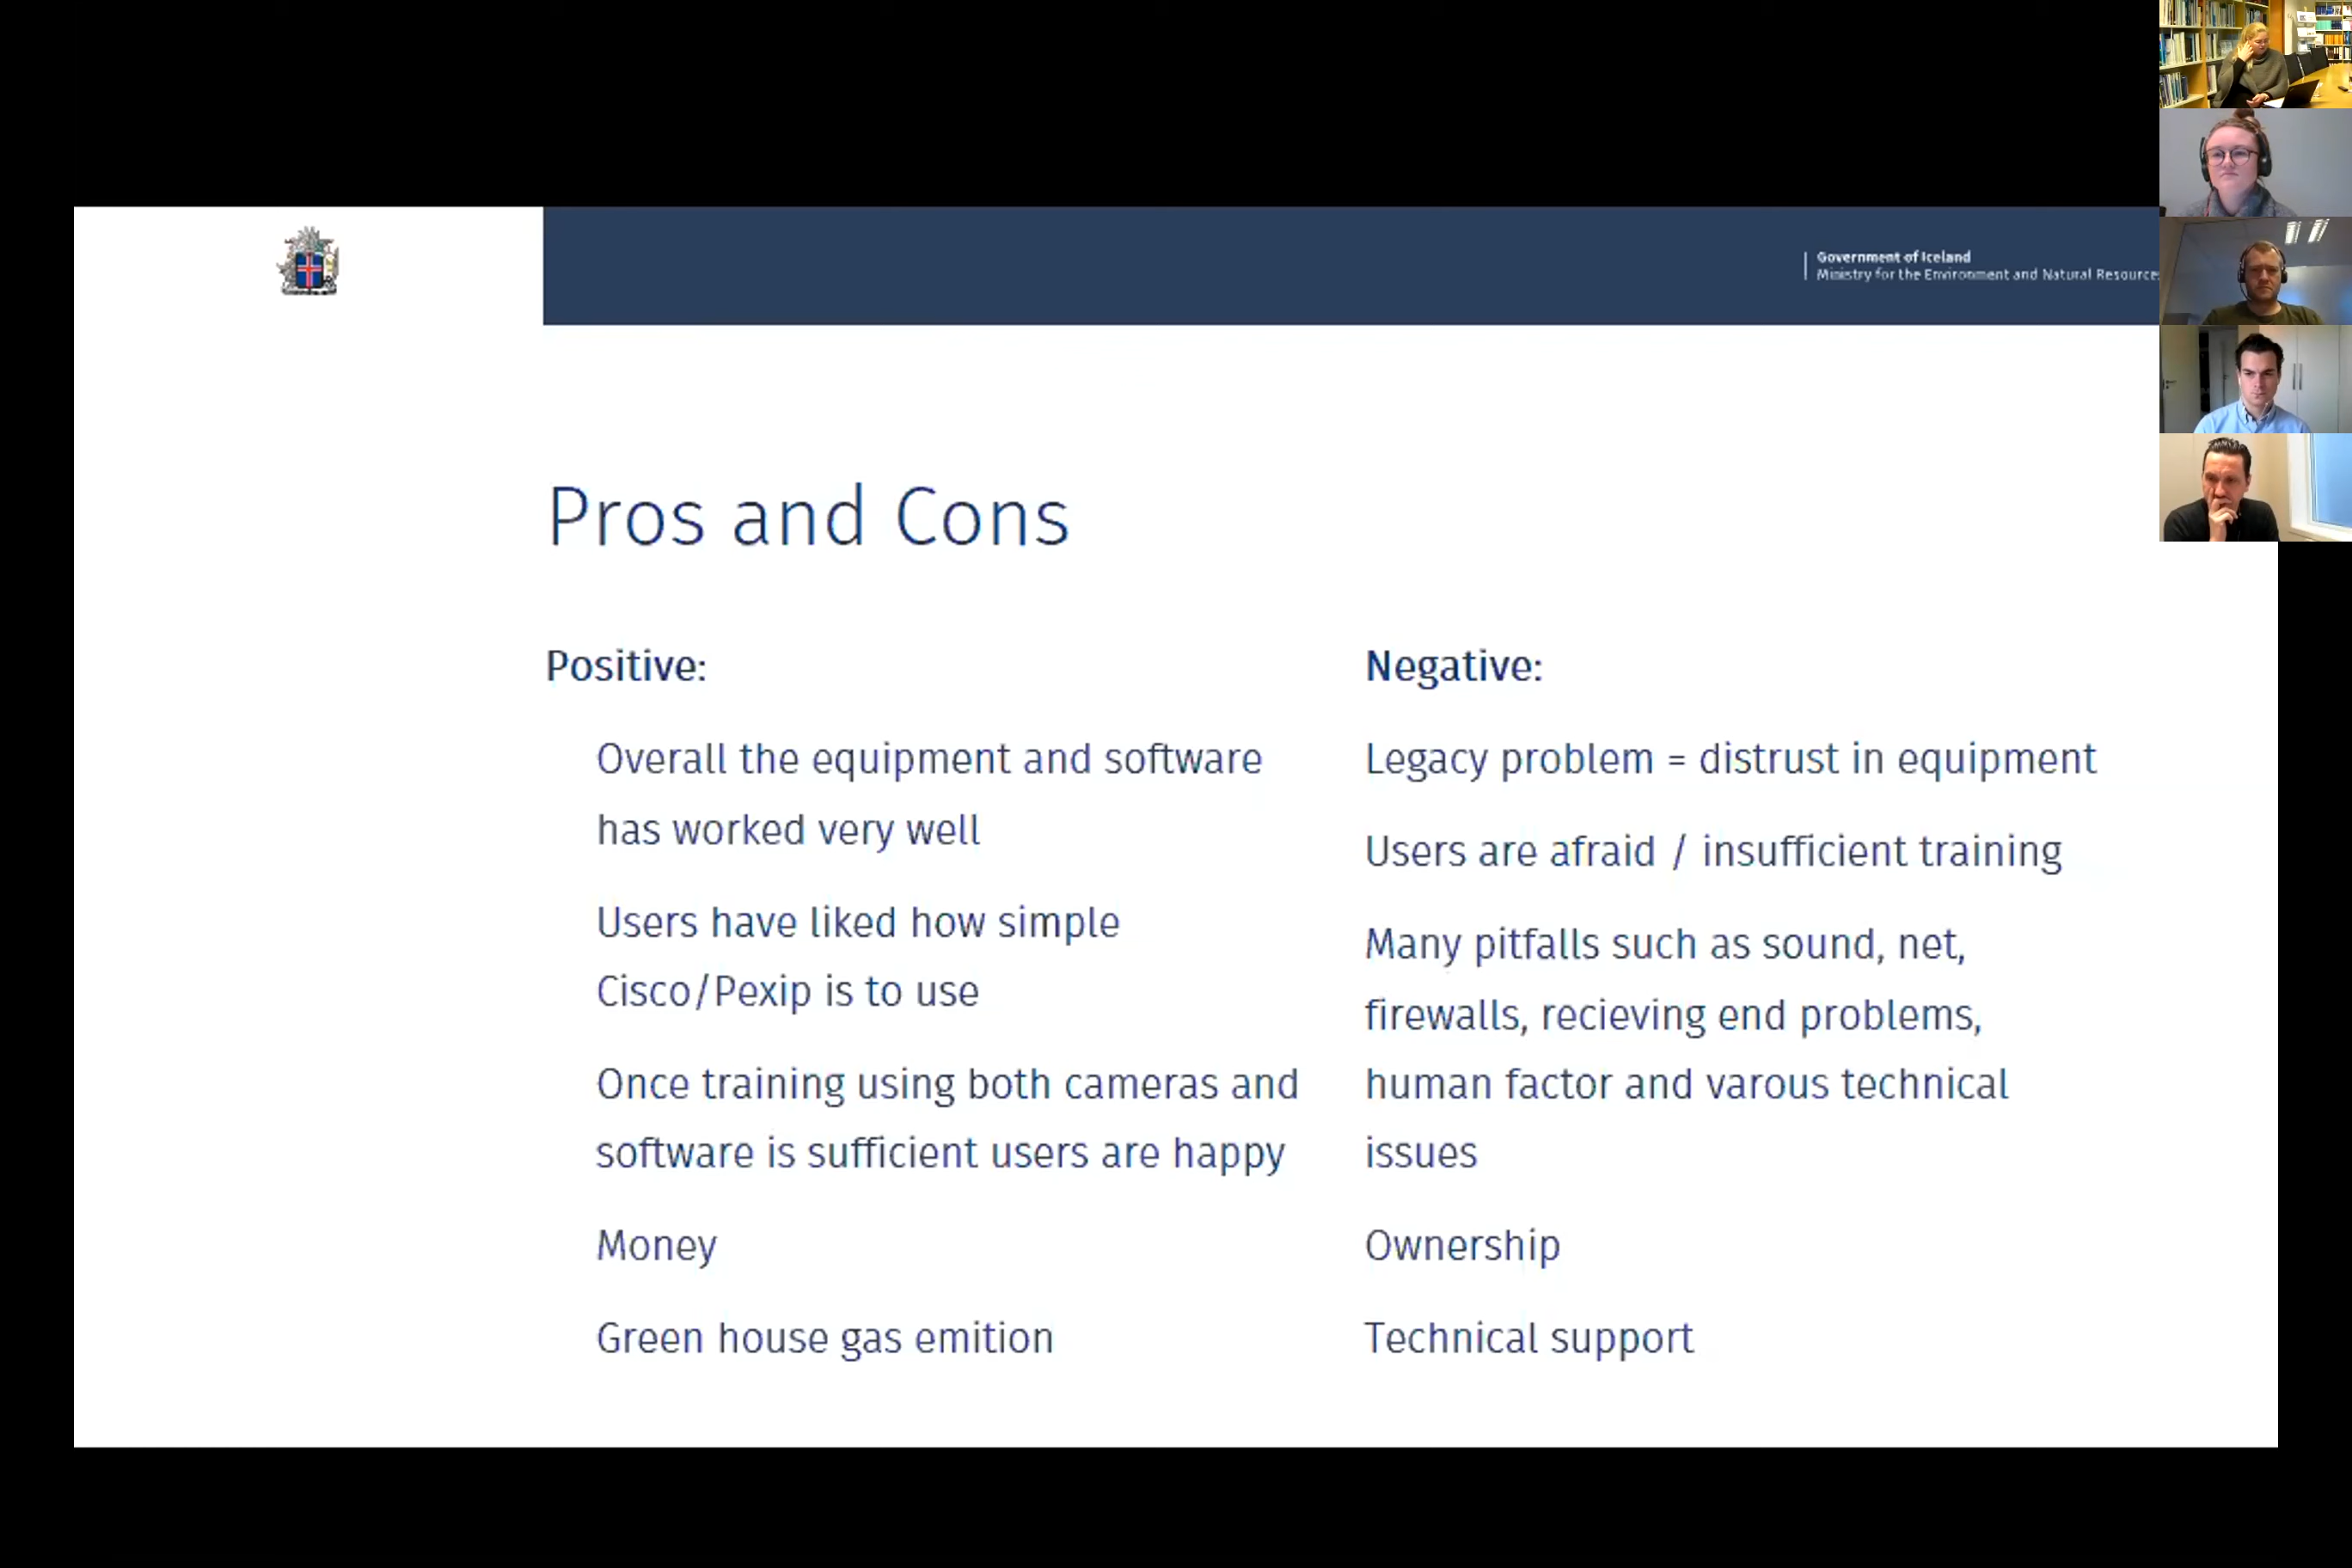 Government of Iceland
Ministry for the Environment and Natural Resource
Pros and Cons
Positive:
Overall the equipment and software
has worked very well
Users have liked how simple
Cisco/Pexip is to use
Once training using both cameras and
software is sufficient users are happy
Money
Green house gas emition
Negative:
Legacy problem = distrust in equipment
Users are afraid / insufficient training
Many pitfalls such as sound, net,
firewalls, recieving end problems,
human factor and varous technical
issues
Ownership
Technical support